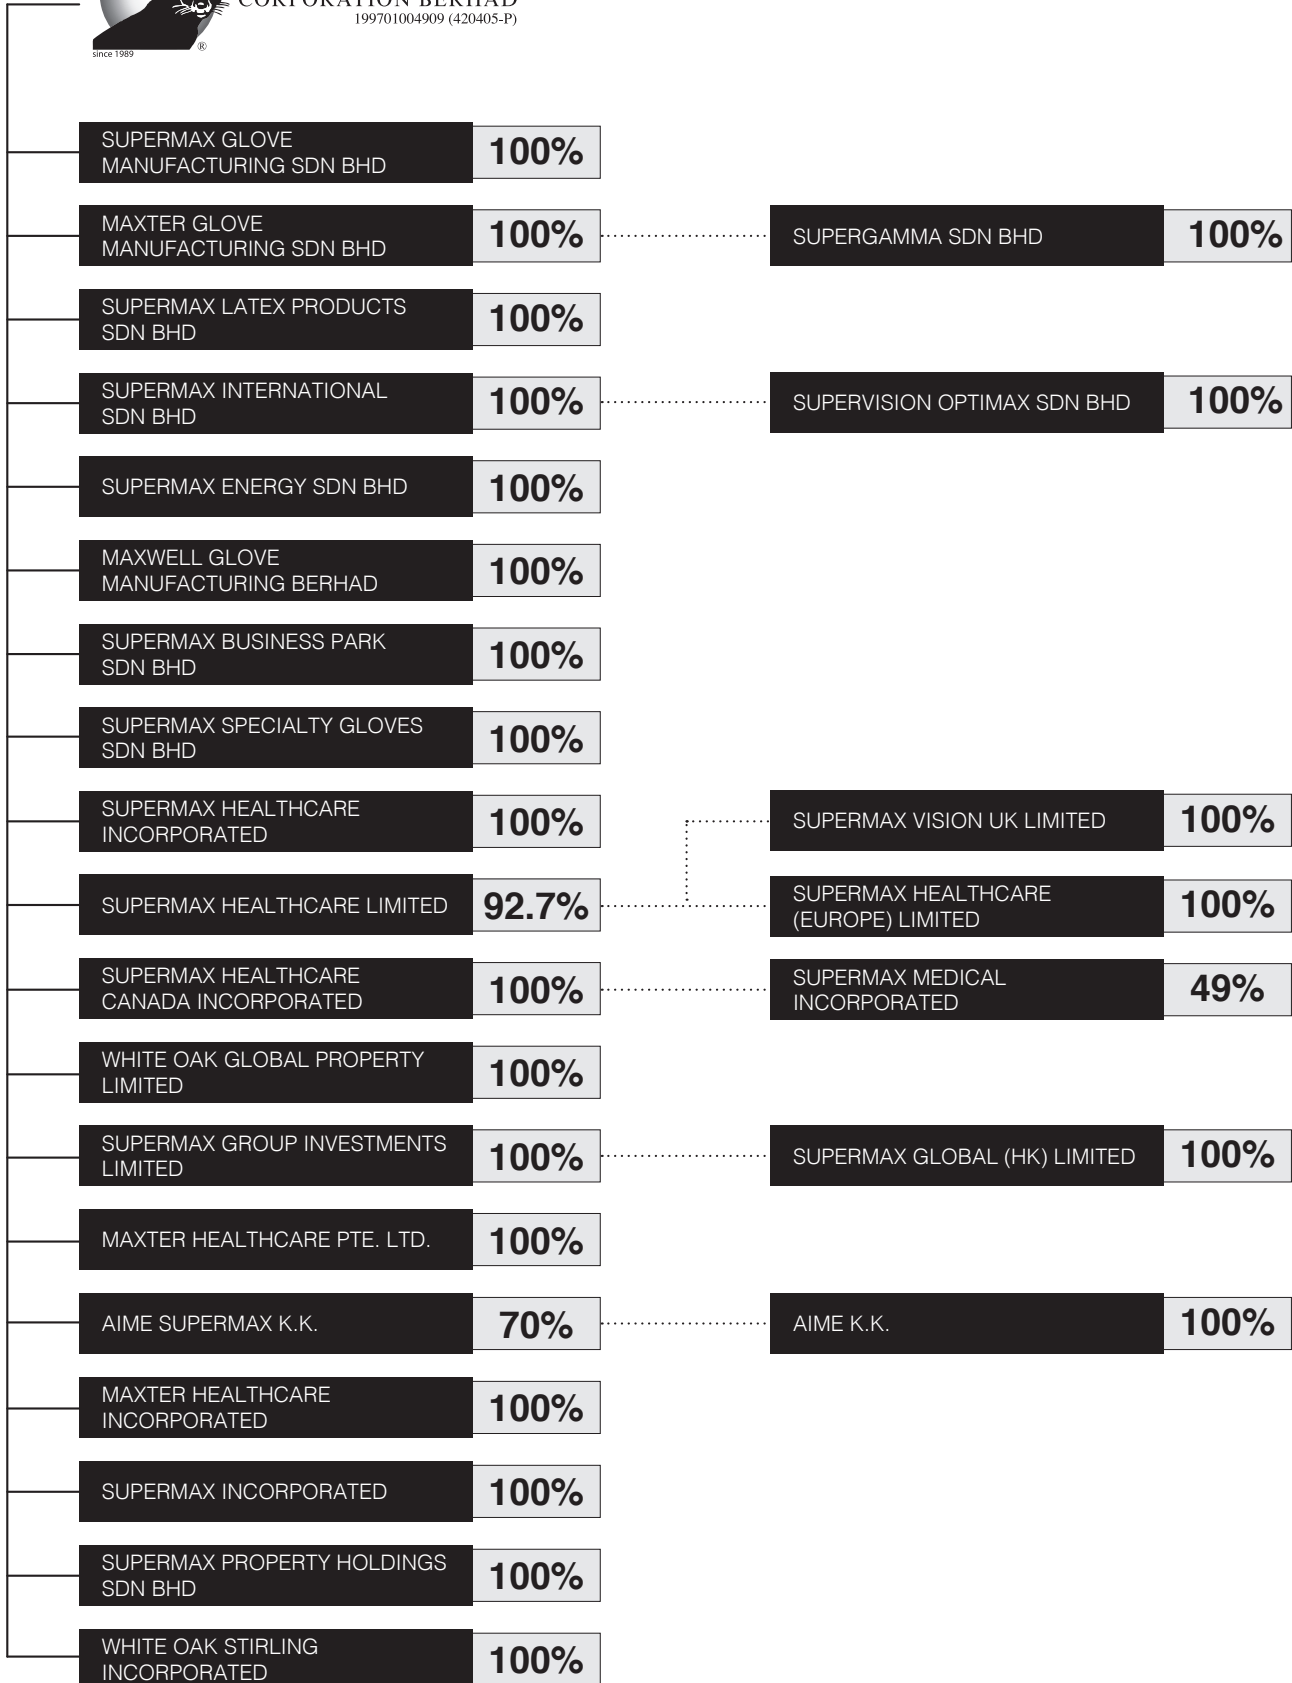 CORPORATION BERHAD
199701004909 (420405-P)
since 1989
®
SUPERMAX GLOVE
MANUFACTURING SDN BHD
100%
MAXTER GLOVE
MANUFACTURING SDN BHD
100%
SUPERGAMMA SDN BHD
100%
SUPERMAX LATEX PRODUCTS
SDN BHD
100%
SUPERMAX INTERNATIONAL
SDN BHD
100%
SUPERVISION OPTIMAX SDN BHD
100%
SUPERMAX ENERGY SDN BHD
100%
MAXWELL GLOVE
MANUFACTURING BERHAD
100%
SUPERMAX BUSINESS PARK
SDN BHD
100%
SUPERMAX SPECIALTY GLOVES
SDN BHD
100%
SUPERMAX HEALTHCARE
INCORPORATED
100%
SUPERMAX VISION UK LIMITED
100%
SUPERMAX HEALTHCARE LIMITED
92.7%
SUPERMAX HEALTHCARE
(EUROPE) LIMITED
100%
SUPERMAX HEALTHCARE
CANADA INCORPORATED
100%
SUPERMAX MEDICAL
INCORPORATED
49%
WHITE OAK GLOBAL PROPERTY
LIMITED
100%
SUPERMAX GROUP INVESTMENTS
LIMITED
100%
SUPERMAX GLOBAL (HK) LIMITED
100%
MAXTER HEALTHCARE PTE. LTD.
100%
AIME SUPERMAX K.K.
70%
AIME K.K.
100%
MAXTER HEALTHCARE
INCORPORATED
100%
SUPERMAX INCORPORATED
100%
SUPERMAX PROPERTY HOLDINGS
SDN BHD
100%
WHITE OAK STIRLING
INCORPORATED
100%